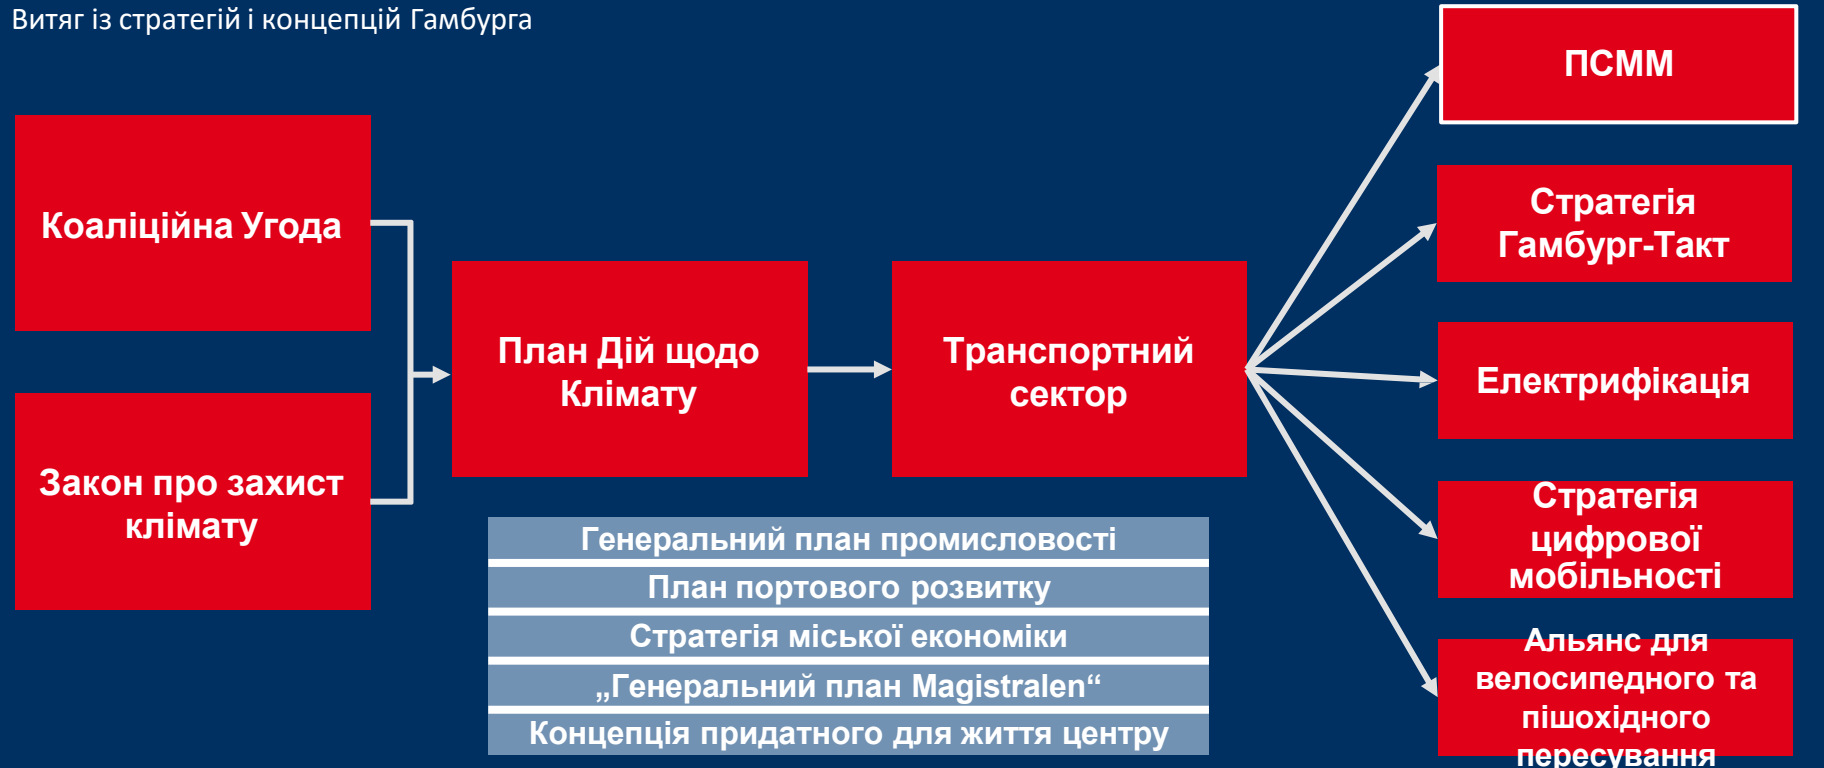 Витяг із стратегій і концепцій Гамбурга
Коаліційна Угода
Закон про захист
клімату
План Дій щодо
Клімату
Транспортний
сектор
ПСММ
Стратегія
Гамбург-Такт
Електрифікація
Стратегія
цифрової
мобільності
Альянс для
велосипедного та
пішохідного
пересування
Генеральний план промисловості
План портового розвитку
Стратегія міської економіки
„Генеральний план Magistralen“
Концепція придатного для життя центру